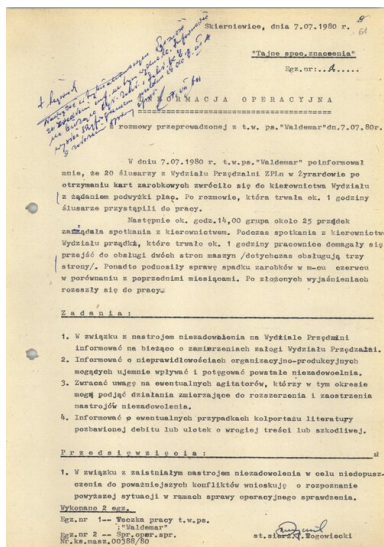 Skierniewice, dnia 7.07.1980 r.
61
"Tajne spec.znaczenia"
Egz.nr:
INFORMACJA OPERACYJNA
z rozmowy przeprowadzonej z t.w. ps."Waldemar"dn.7.07.80r.
W dniu 7.07.1980 t.w.ps."Waldemar" poinformował
mnie, że 20 ślusarzy z Wydziału Przędzalni ZPLn w Żyrardowie po
otrzymaniu kart zarobkowych zwróciło się do kierownictwa Wydziału
z żądaniem podwyżki płac. Po rozmowie, która trwała ok. 1 godziny
ślusarze przystąpili do pracy.
Następnie ok. godz.14,00 grupa około 25 prządek
zażądała spotkania z kierownictwem. Podczas spotkania z kierownictwem
Wydziału prządki, które trwało ok. 1 godziny pracownice domagały się
przejść do obsługi dwóch stron maszyn /dotychczas obsługują trzy
strony/. Ponadto podnosiły sprawę spadku zarobków w m-cu czerwcu
w porównaniu z poprzednimi miesiącami. Po złożonych wyjaśnieniach
rozeszły się do pracy.
Zadania:
1. W związku z nastrojem niezadowolenia na Wydziale Przędzalni
informować na bieżąco o zamierzeniach załogi Wydziału Przędzalni.
2. Informować o nieprawidłowościach organizacyjno-produkcyjnych
mogących ujemnie wpływać i potęgować powstałe niezadowolenia.
3. Zwracać uwagę na ewentualnych agitatorów, którzy w tym okresie
mogą podjąć działania zmierzające do rozszerzenia i zaostrzenia
nastrojów niezadowolenia.
4. Informować o ewentualnych przypadkach kolportażu literatury
pozbawionej debitu lub ulotek o wrogiej treści lub szkodliwej.
Przedsięwzięcia:
1. W związku z zaistniałym nastrojem niezadowolenia w celu niedopusz-
czenia do poważniejszych konfliktów wnioskuję o rozpoznanie
powyższej sytuacji w ramach sprawy operacyjnego sprawdzenia.
Wykonano 2 egz.
Egz.nr 1-- Teczka pracy t.w.ps.
"Waldemar"
Egz.nr 2 -- Spr.oper.spr.
Nr.ks.masz.00388/80
st.sierż. Z.Rogowiecki